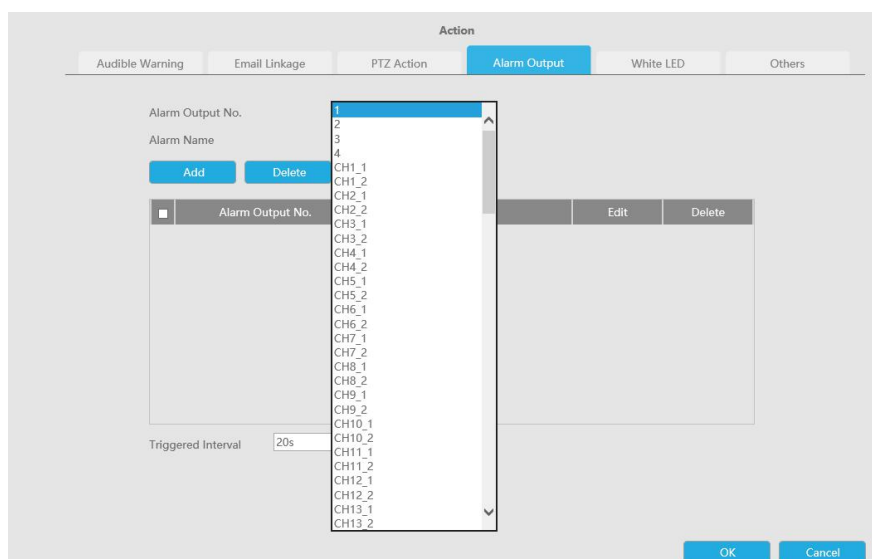 Action
Audible Warning Email Linkage PTZ Action Alarm Output White LED Others
Alarm Output No.
Alarm Name
1
2
3
4
CH1_1
CH1_2
CH2_1
CH2_2
CH3_1
CH3_2
CH4_1
CH4_2
CH5_1
CH5_2
CH6_1
CH6_2
CH7_1
CH7_2
CH8_1
CH8_2
CH9_1
CH9_2
CH10_1
CH10_2
CH11_1
CH11_2
CH12_1
CH12_2
CH13_1
CH13_2
Add Delete
Alarm Output No. Edit Delete
Triggered Interval 20s
OK Cancel